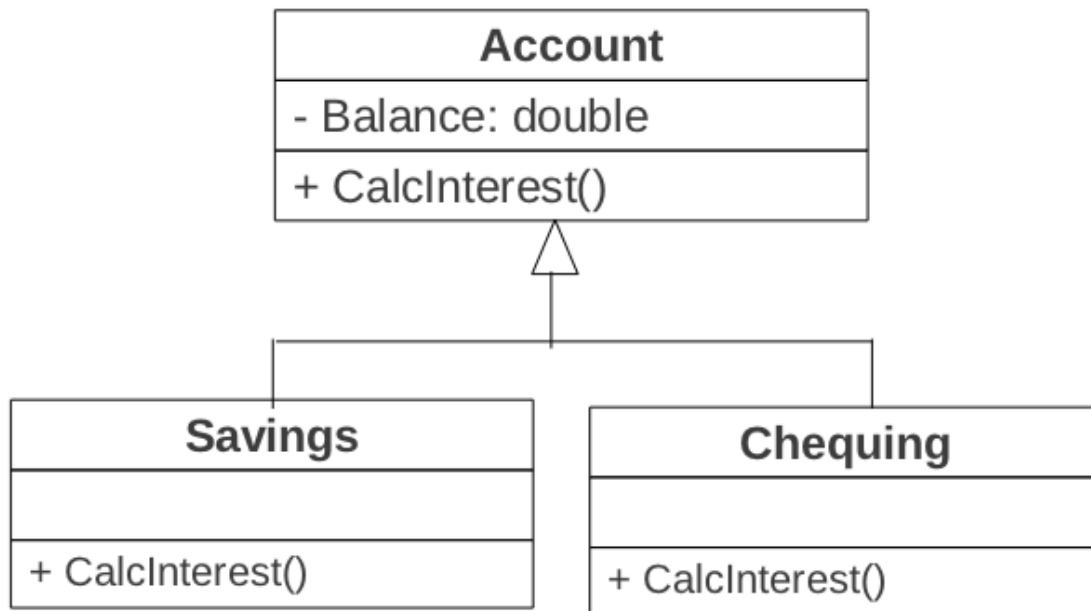 Account
- Balance: double
+ CalcInterest()
Savings
+ CalcInterest()
Chequing
+ CalcInterest()